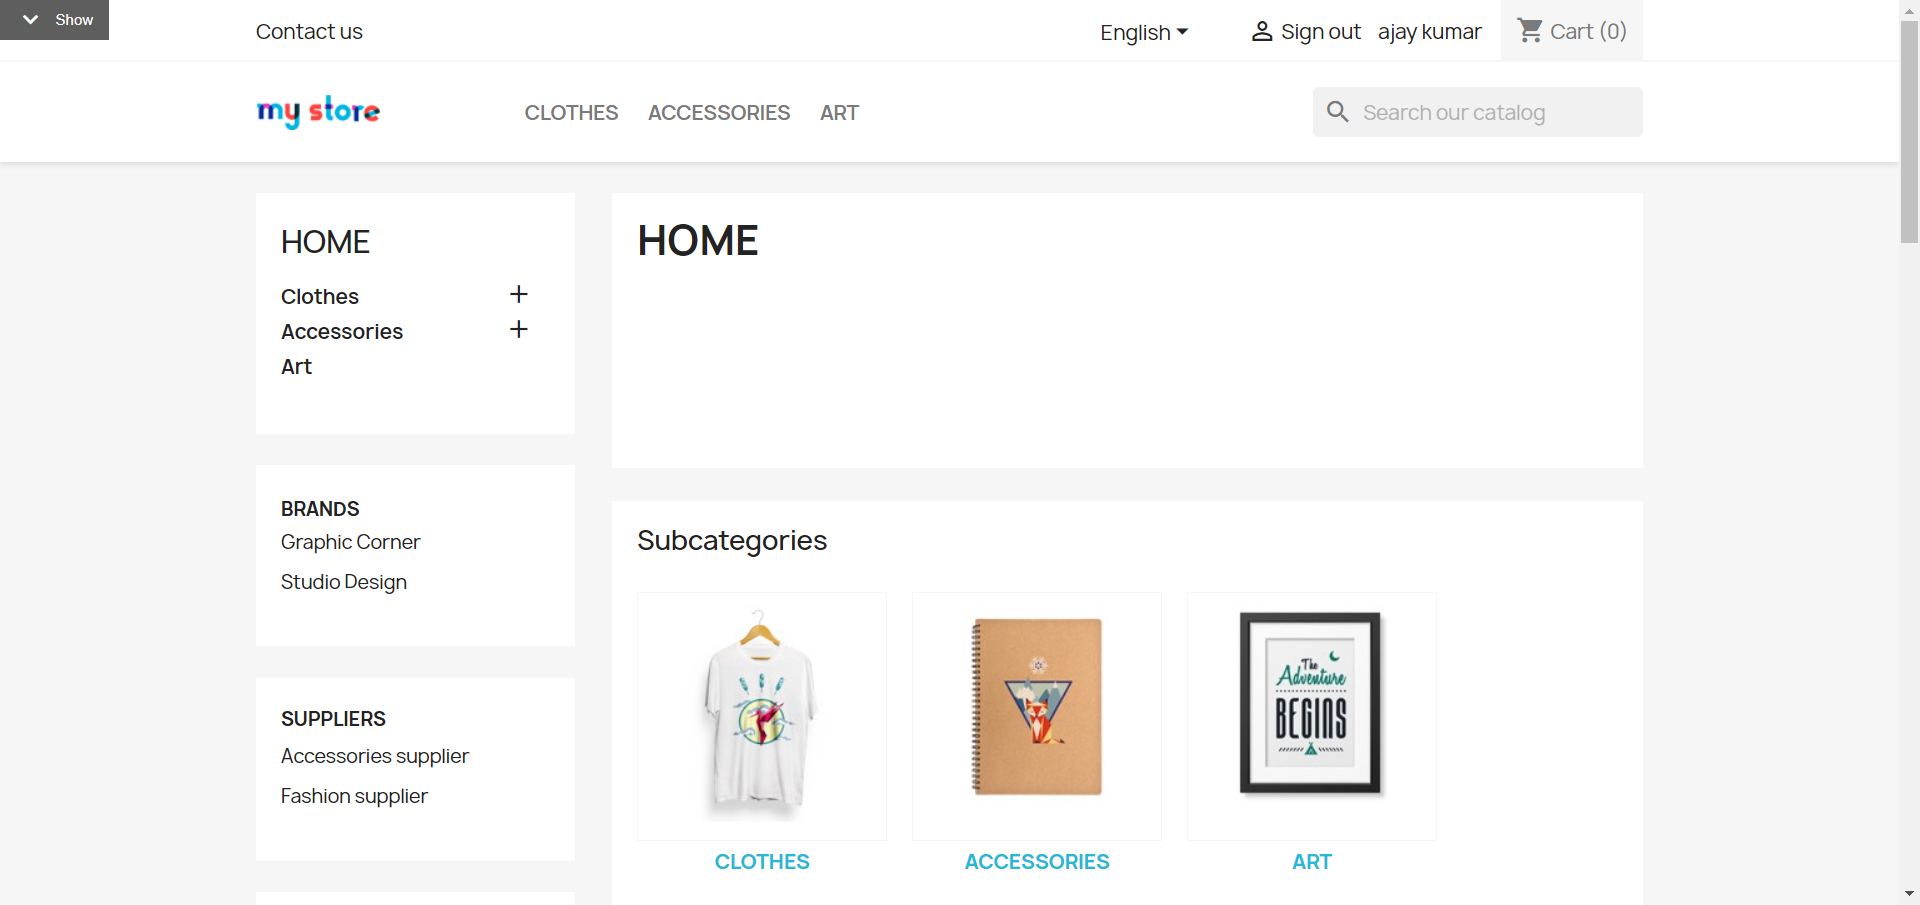 Show
Contact us
English
Sign out ajay kumar
Cart (0)
my store
CLOTHES ACCESSORIES ART
Search our catalog
HOME
Clothes
Accessories
Art
BRANDS
Graphic Corner
Studio Design
SUPPLIERS
Accessories supplier
Fashion supplier
HOME
Subcategories
The
Adventure
BEGINS
CLOTHES
ACCESSORIES
ART